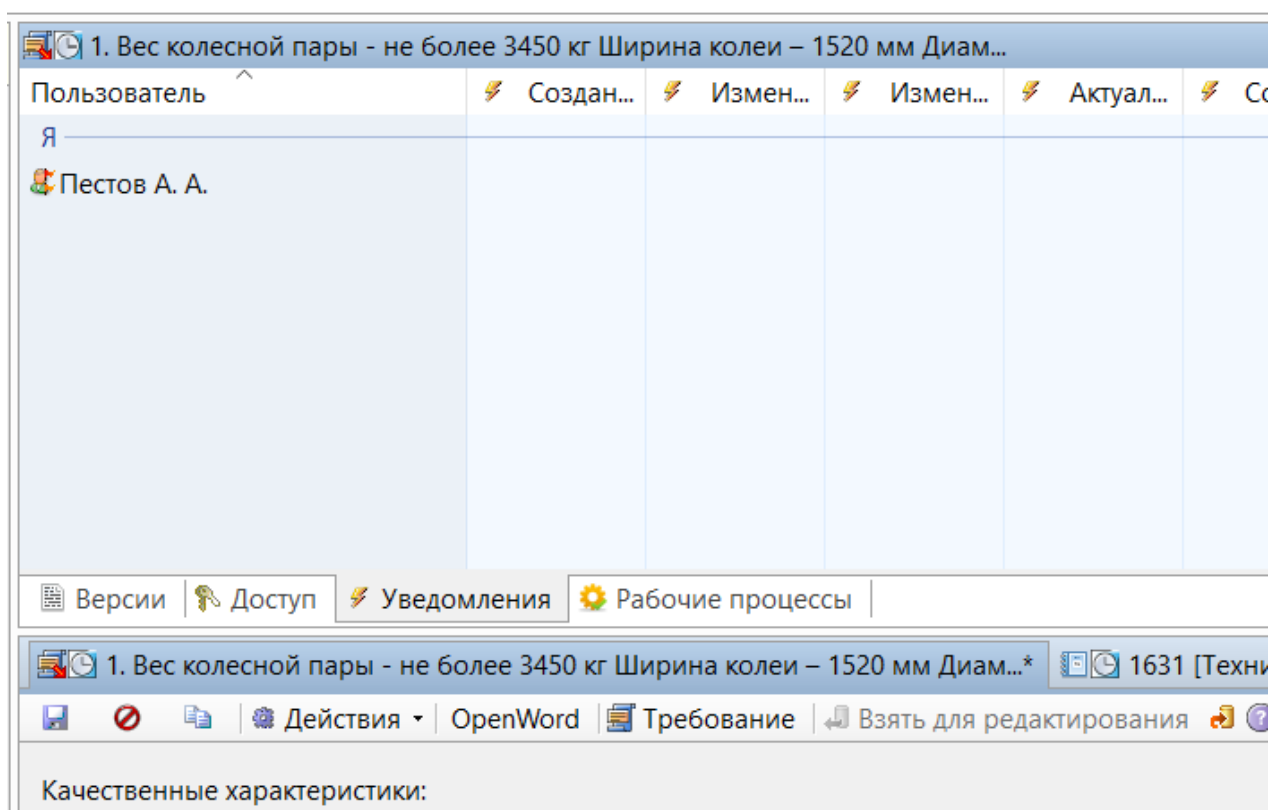 1. Вес колесной пары - не более 3450 кг Ширина колеи – 1520 мм Диам...
Пользователь Создан... Измен... Измен... Актуал... Со
Я
Пестов А. А.
Версии Доступ Уведомления Рабочие процессы
1. Вес колесной пары - не более 3450 кг Ширина колеи – 1520 мм Диам...* 1631 [Техни
Действия OpenWord Требование Взять для редактирования
Качественные характеристики: